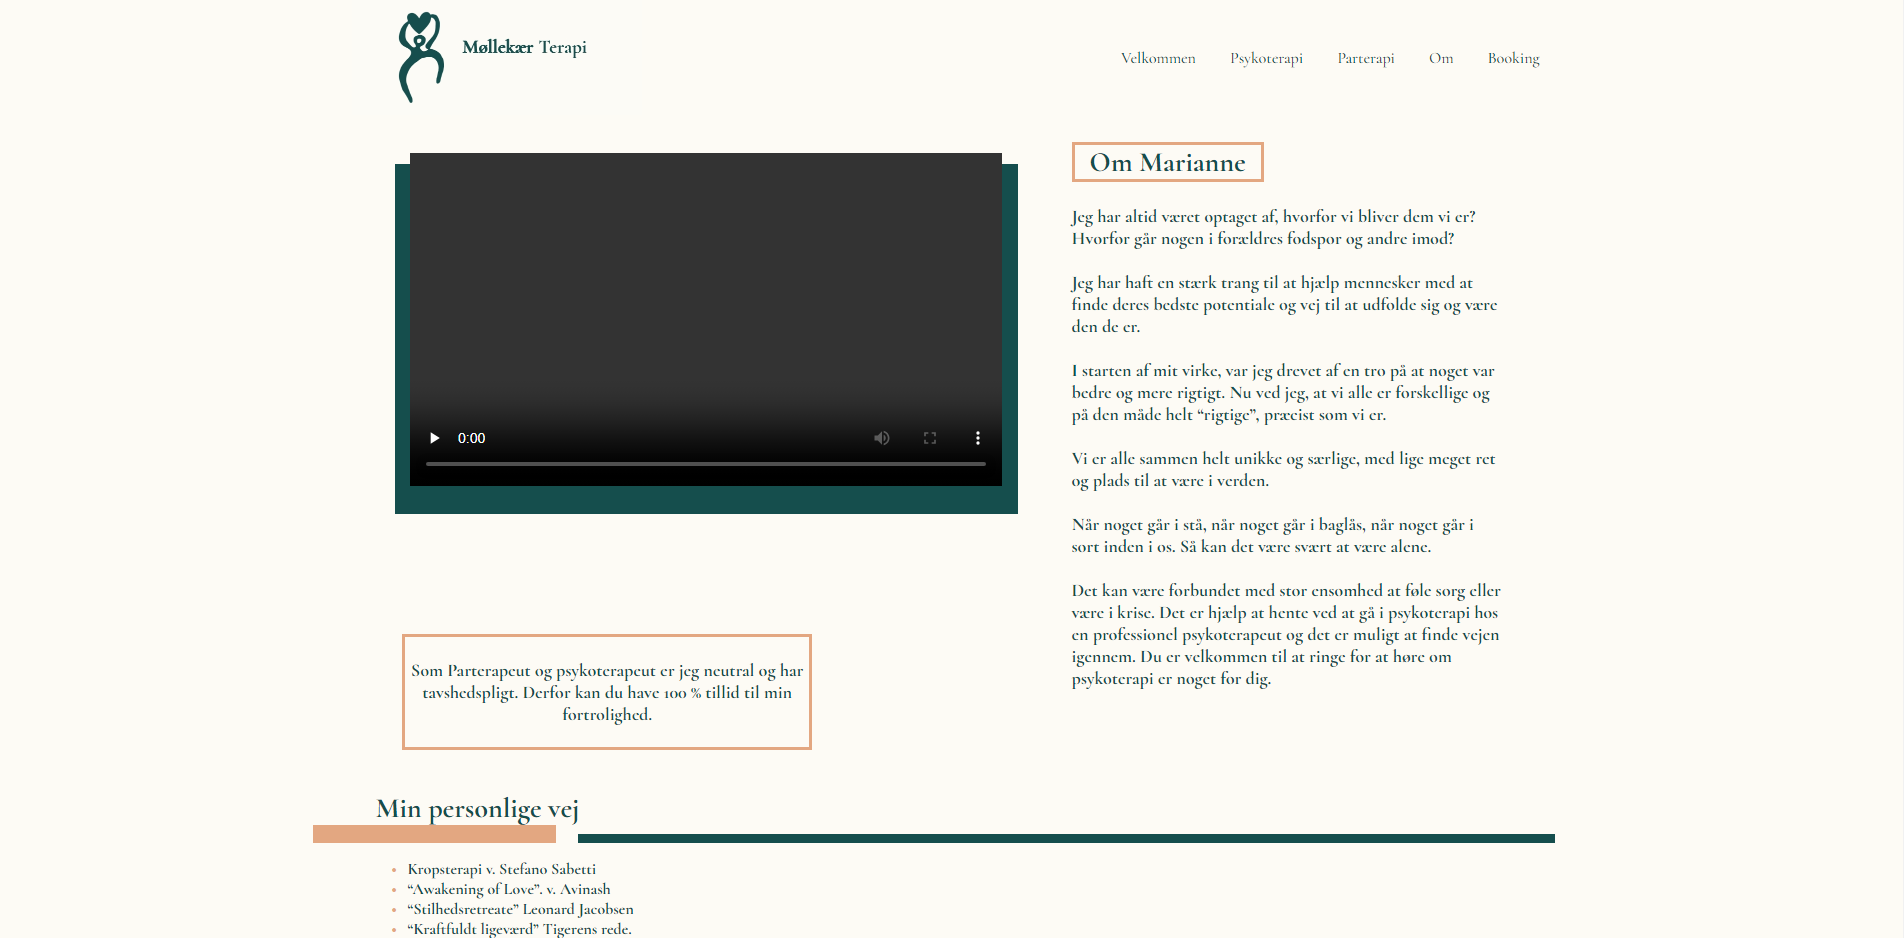 Møllekær Terapi
Velkommen Psykoterapi Parterapi Om Booking
0:00
Om Marianne
Jeg har altid været optaget af, hvorfor vi bliver dem vi er?
Hvorfor går nogen i forældres fodspor og andre imod?
Jeg har haft en stærk trang til at hjælp mennesker med at
finde deres bedste potentiale og vej til at udfolde sig og være
den de er.
I starten af mit virke, var jeg drevet af en tro på at noget var
bedre og mere rigtigt. Nu ved jeg, at vi alle er forskellige og
på den måde helt “rigtige”, præcist som vi er.
Vi er alle sammen helt unikke og særlige, med lige meget ret
og plads til at være i verden.
Når noget går i stå, når noget går i baglås, når noget går i
sort inden i os. Så kan det være svært at være alene.
Det kan være forbundet med stor ensomhed at føle sorg eller
være i krise. Det er hjælp at hente ved at gå i psykoterapi hos
en professionel psykoterapeut og det er muligt at finde vejen
igennem. Du er velkommen til at ringe for at høre om
psykoterapi er noget for dig.
Som Parterapeut og psykoterapeut er jeg neutral og har
tavshedspligt. Derfor kan du have 100 % tillid til min
fortrolighed.
Min personlige vej
• Kropsterapi v. Stefano Sabetti
• “Awakening of Love”. v. Avinash
• “Stilhedsretreate” Leonard Jacobsen
• “Kraftfuldt ligeværd” Tigerens rede.